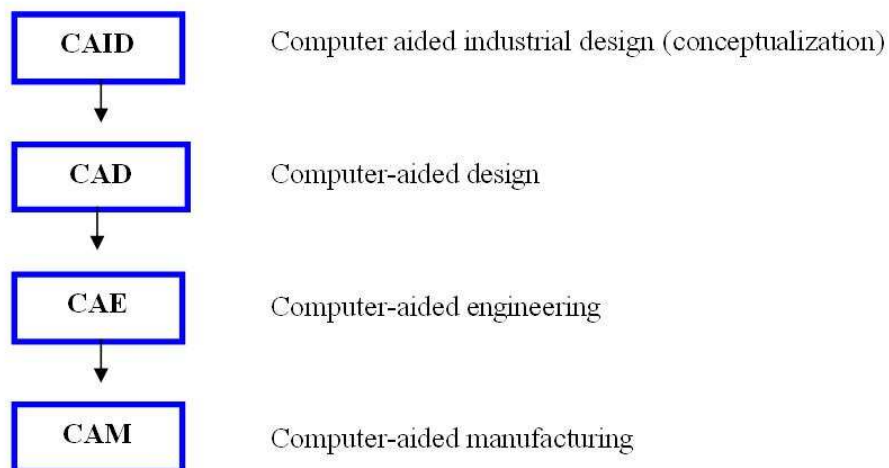 CAID Computer aided industrial design (conceptualization)
CAD Computer-aided design
CAE Computer-aided engineering
CAM Computer-aided manufacturing